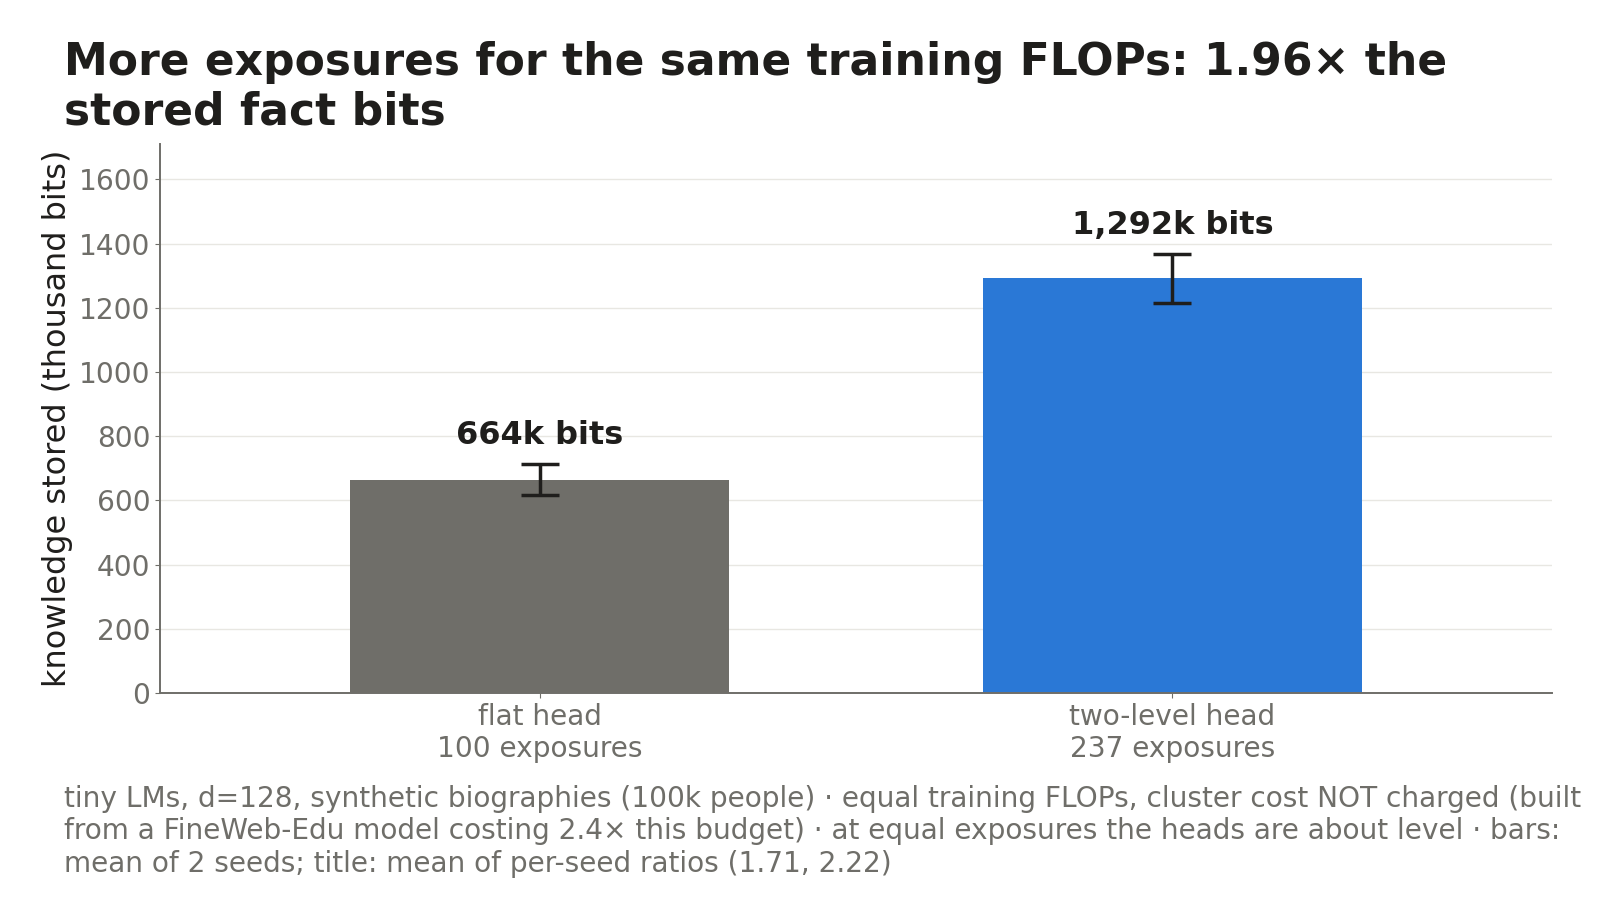 More exposures for the same training FLOPs: 1.96× the
stored fact bits
knowledge stored (thousand bits)
1600
1400
1200
1000
800
600
400
200
0
664k bits
1,292k bits
flat head
100 exposures
two-level head
237 exposures
tiny LMs, d=128, synthetic biographies (100k people) · equal training FLOPs, cluster cost NOT charged (built
from a FineWeb-Edu model costing 2.4× this budget) · at equal exposures the heads are about level · bars:
mean of 2 seeds; title: mean of per-seed ratios (1.71, 2.22)